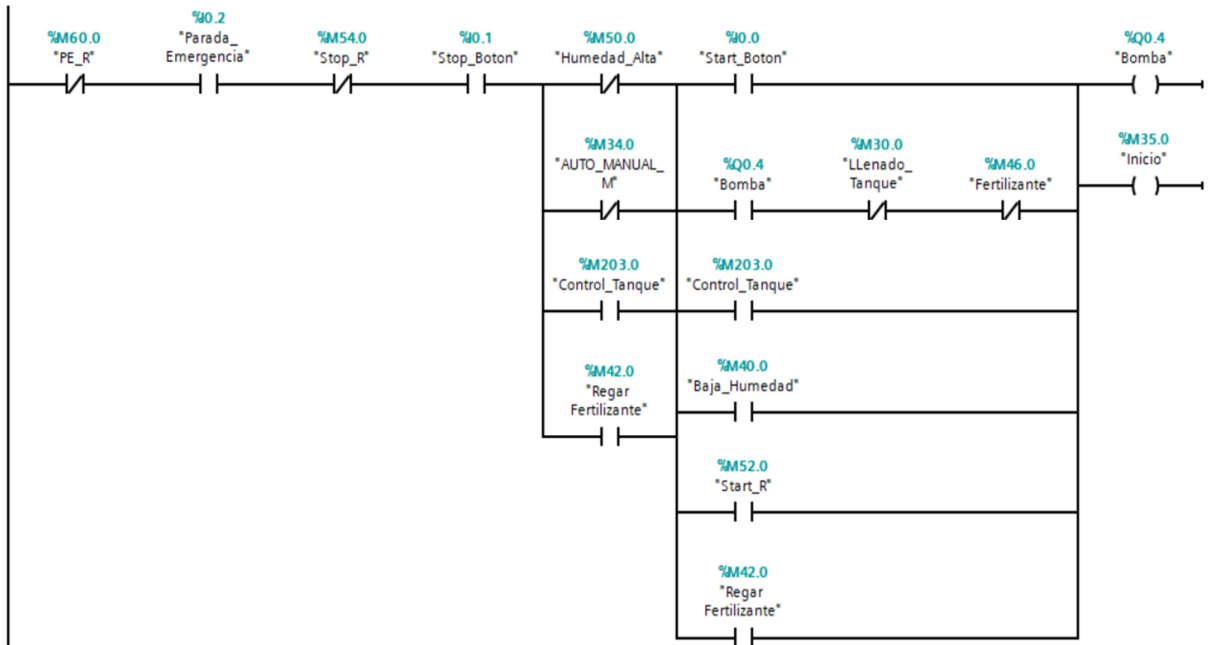 %M60.0
"PE_R"
%I0.2
"Parada_
Emergencia"
%M54.0
"Stop_R"
%I0.1
"Stop_Boton"
%M50.0
"Humedad_Alta"
%I0.0
"Start_Boton"
%Q0.4
"Bomba"
%M34.0
"AUTO_MANUAL_
M"
%Q0.4
"Bomba"
%M30.0
"LLenado_
Tanque"
%M46.0
"Fertilizante"
%M35.0
"Inicio"
%M203.0
"Control_Tanque"
%M203.0
"Control_Tanque"
%M42.0
"Regar
Fertilizante"
%M40.0
"Baja_Humedad"
%M52.0
"Start_R"
%M42.0
"Regar
Fertilizante"